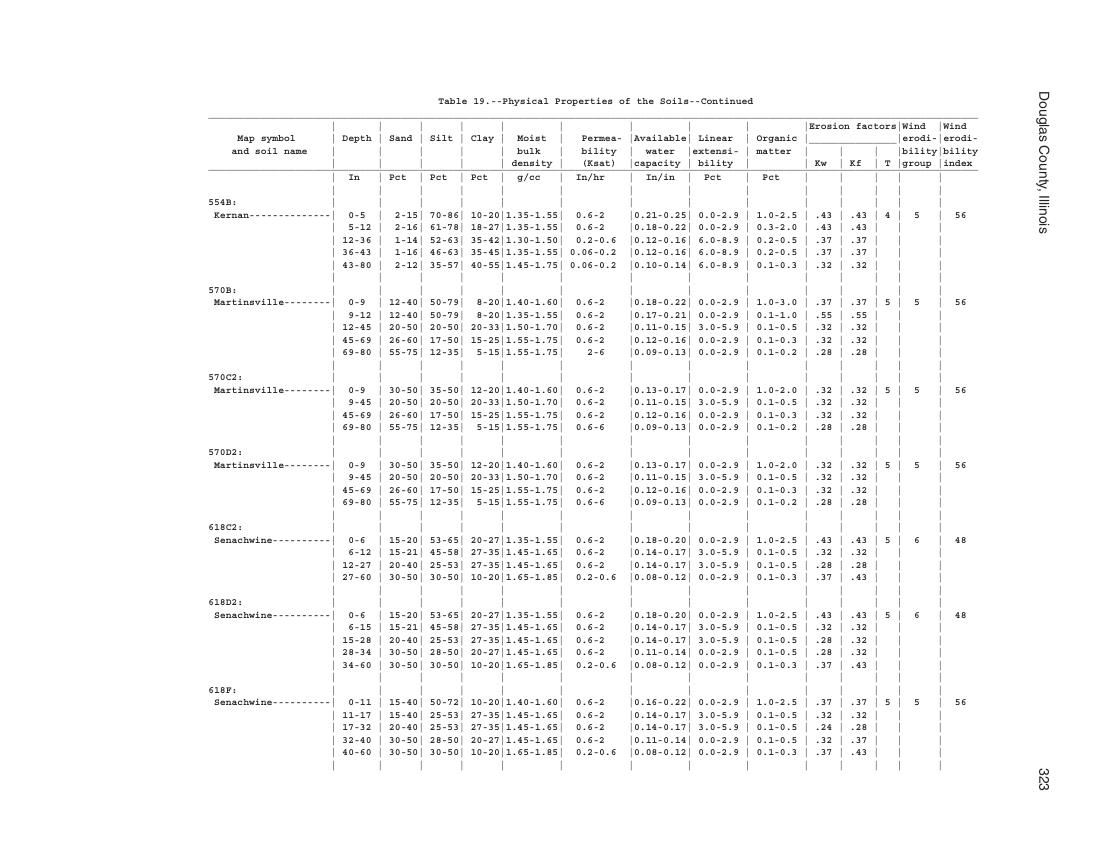 Table 19.--Physical Properties of the Soils--Continued
Erosion factors Wind Wind
Map symbol Depth Sand Silt Clay Moist Permea- Available Linear Organic erodi- erodi-
and soil name bulk bility water extensi- matter bility bility
density (Ksat) capacity bility Kw Kf T group index
In Pct Pct Pct g/cc In/hr In/in Pct Pct
554B:
Kernan-------------- 0-5 2-15 70-86 10-20 1.35-1.55 0.6-2 0.21-0.25 0.0-2.9 1.0-2.5 .43 .43 4 5 56
5-12 2-16 61-78 18-27 1.35-1.55 0.6-2 0.18-0.22 0.0-2.9 0.3-2.0 .43 .43
12-36 1-14 52-63 35-42 1.30-1.50 0.2-0.6 0.12-0.16 6.0-8.9 0.2-0.5 .37 .37
36-43 1-16 46-63 35-45 1.35-1.55 0.06-0.2 0.12-0.16 6.0-8.9 0.2-0.5 .37 .37
43-80 2-12 35-57 40-55 1.45-1.75 0.06-0.2 0.10-0.14 6.0-8.9 0.1-0.3 .32 .32
570B:
Martinsville-------- 0-9 12-40 50-79 8-20 1.40-1.60 0.6-2 0.18-0.22 0.0-2.9 1.0-3.0 .37 .37 5 5 56
9-12 12-40 50-79 8-20 1.35-1.55 0.6-2 0.17-0.21 0.0-2.9 0.1-1.0 .55 .55
12-45 20-50 20-50 20-33 1.50-1.70 0.6-2 0.11-0.15 3.0-5.9 0.1-0.5 .32 .32
45-69 26-60 17-50 15-25 1.55-1.75 0.6-2 0.12-0.16 0.0-2.9 0.1-0.3 .32 .32
69-80 55-75 12-35 5-15 1.55-1.75 2-6 0.09-0.13 0.0-2.9 0.1-0.2 .28 .28
570C2:
Martinsville-------- 0-9 30-50 35-50 12-20 1.40-1.60 0.6-2 0.13-0.17 0.0-2.9 1.0-2.0 .32 .32 5 5 56
9-45 20-50 20-50 20-33 1.50-1.70 0.6-2 0.11-0.15 3.0-5.9 0.1-0.5 .32 .32
45-69 26-60 17-50 15-25 1.55-1.75 0.6-2 0.12-0.16 0.0-2.9 0.1-0.3 .32 .32
69-80 55-75 12-35 5-15 1.55-1.75 0.6-6 0.09-0.13 0.0-2.9 0.1-0.2 .28 .28
570D2:
Martinsville-------- 0-9 30-50 35-50 12-20 1.40-1.60 0.6-2 0.13-0.17 0.0-2.9 1.0-2.0 .32 .32 5 5 56
9-45 20-50 20-50 20-33 1.50-1.70 0.6-2 0.11-0.15 3.0-5.9 0.1-0.5 .32 .32
45-69 26-60 17-50 15-25 1.55-1.75 0.6-2 0.12-0.16 0.0-2.9 0.1-0.3 .32 .32
69-80 55-75 12-35 5-15 1.55-1.75 0.6-6 0.09-0.13 0.0-2.9 0.1-0.2 .28 .28
618C2:
Senachwine---------- 0-6 15-20 53-65 20-27 1.35-1.55 0.6-2 0.18-0.20 0.0-2.9 1.0-2.5 .43 .43 5 6 48
6-12 15-21 45-58 27-35 1.45-1.65 0.6-2 0.14-0.17 3.0-5.9 0.1-0.5 .32 .32
12-27 20-40 25-53 27-35 1.45-1.65 0.6-2 0.14-0.17 3.0-5.9 0.1-0.5 .28 .28
27-60 30-50 30-50 10-20 1.65-1.85 0.2-0.6 0.08-0.12 0.0-2.9 0.1-0.3 .37 .43
618D2:
Senachwine---------- 0-6 15-20 53-65 20-27 1.35-1.55 0.6-2 0.18-0.20 0.0-2.9 1.0-2.5 .43 .43 5 6 48
6-15 15-21 45-58 27-35 1.45-1.65 0.6-2 0.14-0.17 3.0-5.9 0.1-0.5 .32 .32
15-28 20-40 25-53 27-35 1.45-1.65 0.6-2 0.14-0.17 3.0-5.9 0.1-0.5 .28 .32
28-34 30-50 28-50 20-27 1.45-1.65 0.6-2 0.11-0.14 0.0-2.9 0.1-0.5 .28 .32
34-60 30-50 30-50 10-20 1.65-1.85 0.2-0.6 0.08-0.12 0.0-2.9 0.1-0.3 .37 .43
618F:
Senachwine---------- 0-11 15-40 50-72 10-20 1.40-1.60 0.6-2 0.16-0.22 0.0-2.9 1.0-2.5 .37 .37 5 5 56
11-17 15-40 25-53 27-35 1.45-1.65 0.6-2 0.14-0.17 3.0-5.9 0.1-0.5 .32 .32
17-32 20-40 25-53 27-35 1.45-1.65 0.6-2 0.14-0.17 3.0-5.9 0.1-0.5 .24 .28
32-40 30-50 28-50 20-27 1.45-1.65 0.6-2 0.11-0.14 0.0-2.9 0.1-0.5 .32 .37
40-60 30-50 30-50 10-20 1.65-1.85 0.2-0.6 0.08-0.12 0.0-2.9 0.1-0.3 .37 .43
Douglas County, Illinois
323